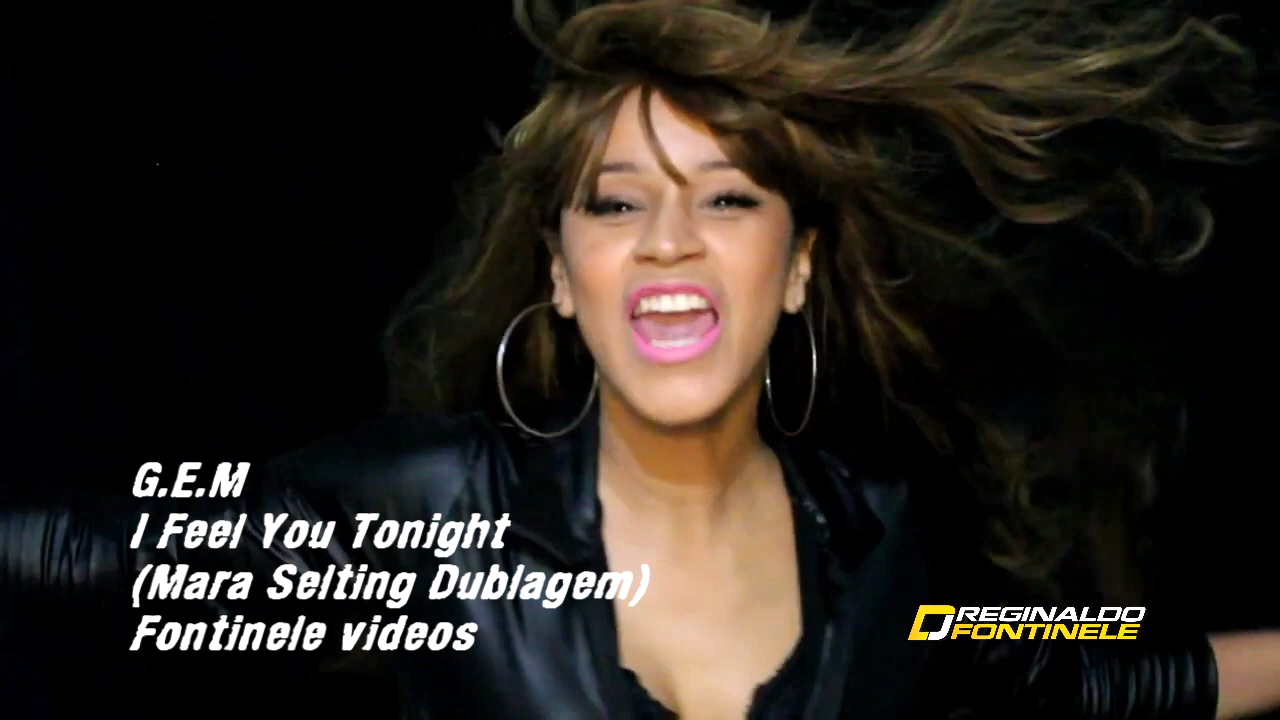 G.E.M
I Feel You Tonight
(Mara Selting Dublagem)
Fontinele videos
DJ REGINALDO
FONTINELE